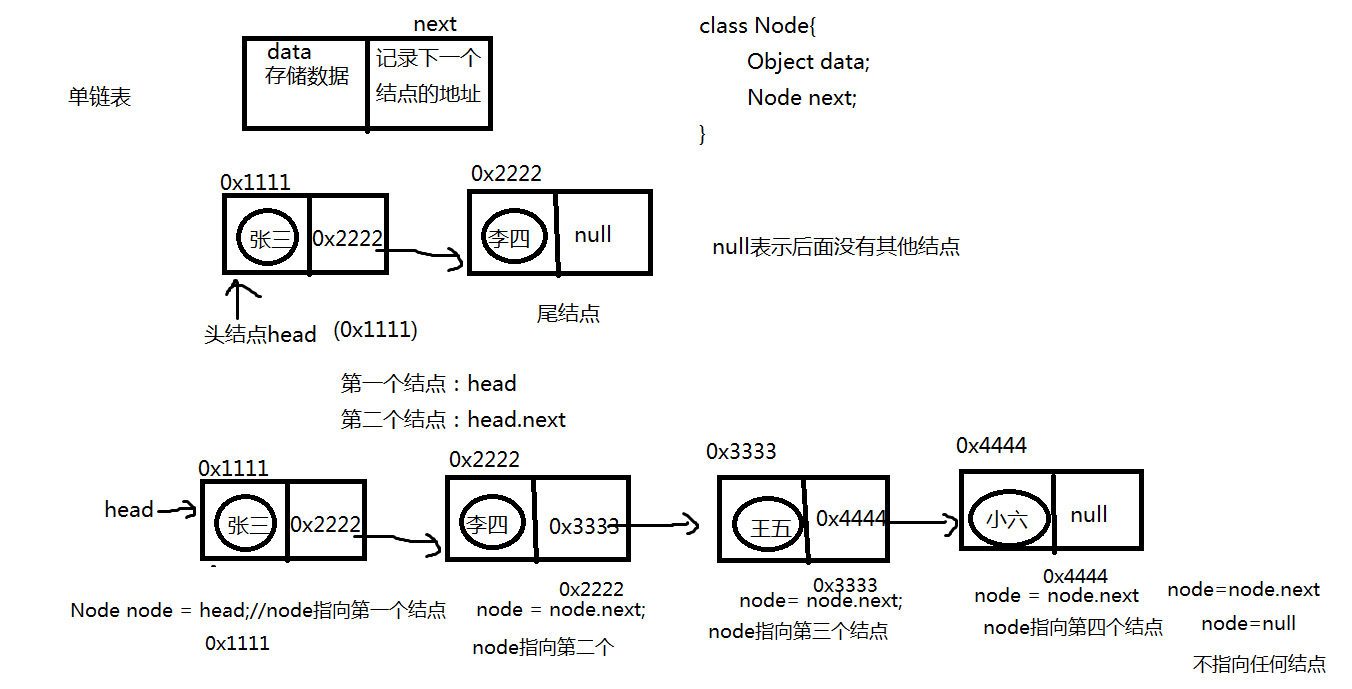 next
data
存储数据
记录下一个
结点的地址
单链表
class Node{
Object data;
Node next;
}
0x1111
0x2222
张三
0x2222
李四
null
null表示后面没有其他结点
头结点head
(0x1111)
尾结点
第一个结点：head
第二个结点：head.next
0x1111
0x2222
0x3333
0x4444
head
张三
0x2222
李四
0x3333
王五
0x4444
小六
null
Node node = head;//node指向第一个结点
0x1111
0x2222
node = node.next;
node指向第二个
0x3333
node= node.next;
node指向第三个结点
0x4444
node = node.next
node指向第四个结点
node=node.next
node=null
不指向任何结点